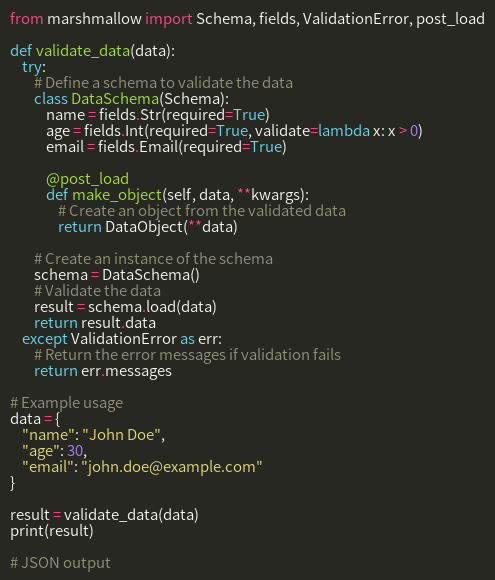 from marshmallow import Schema, fields, ValidationError, post_load

def validate_data(data):
    try:
        # Define a schema to validate the data
        class DataSchema(Schema):
            name = fields.Str(required=True)
            age = fields.Int(required=True, validate=lambda x: x > 0)
            email = fields.Email(required=True)

            @post_load
            def make_object(self, data, **kwargs):
                # Create an object from the validated data
                return DataObject(**data)

        # Create an instance of the schema
        schema = DataSchema()
        # Validate the data
        result = schema.load(data)
        return result.data
    except ValidationError as err:
        # Return the error messages if validation fails
        return err.messages

# Example usage
data = {
    "name": "John Doe",
    "age": 30,
    "email": "john.doe@example.com"
}

result = validate_data(data)
print(result)

# JSON output